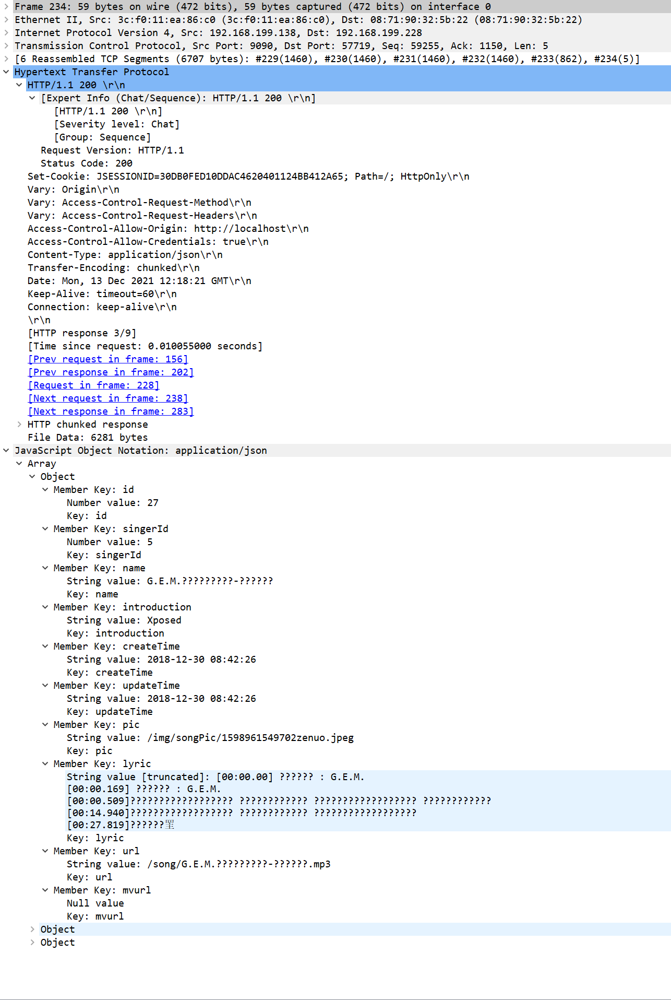 Frame 234: 59 bytes on wire (472 bits), 59 bytes captured (472 bits) on interface 0
Ethernet II, Src: 3c:f0:11:ea:86:c0 (3c:f0:11:ea:86:c0), Dst: 08:71:90:32:5b:22 (08:71:90:32:5b:22)
Internet Protocol Version 4, Src: 192.168.199.138, Dst: 192.168.199.228
Transmission Control Protocol, Src Port: 9090, Dst Port: 57719, Seq: 59255, Ack: 1150, Len: 5
[6 Reassembled TCP Segments (6707 bytes): #229(1460), #230(1460), #231(1460), #232(1460), #233(862), #234(5)]
Hypertext Transfer Protocol
HTTP/1.1 200 \r\n
[Expert Info (Chat/Sequence): HTTP/1.1 200 \r\n]
[HTTP/1.1 200 \r\n]
[Severity level: Chat]
[Group: Sequence]
Request Version: HTTP/1.1
Status Code: 200
Set-Cookie: JSESSIONID=30DB0FED10DDAC4620401124BB412A65; Path=/; HttpOnly\r\n
Vary: Origin\r\n
Vary: Access-Control-Request-Method\r\n
Vary: Access-Control-Request-Headers\r\n
Access-Control-Allow-Origin: http://localhost\r\n
Access-Control-Allow-Credentials: true\r\n
Content-Type: application/json\r\n
Transfer-Encoding: chunked\r\n
Date: Mon, 13 Dec 2021 12:18:21 GMT\r\n
Keep-Alive: timeout=60\r\n
Connection: keep-alive\r\n
\r\n
[HTTP response 3/9]
[Time since request: 0.010055000 seconds]
[Prev request in frame: 156]
[Prev response in frame: 202]
[Request in frame: 228]
[Next request in frame: 238]
[Next response in frame: 283]
HTTP chunked response
File Data: 6281 bytes
JavaScript Object Notation: application/json
Array
Object
Member Key: id
Number value: 27
Key: id
Member Key: singerId
Number value: 5
Key: singerId
Member Key: name
String value: G.E.M.?????????-??????
Key: name
Member Key: introduction
String value: Xposed
Key: introduction
Member Key: createTime
String value: 2018-12-30 08:42:26
Key: createTime
Member Key: updateTime
String value: 2018-12-30 08:42:26
Key: updateTime
Member Key: pic
String value: /img/songPic/1598961549702zenuo.jpeg
Key: pic
Member Key: lyric
String value [truncated]: [00:00.00] ?????? : G.E.M.
[00:00.169] ?????? : G.E.M.
[00:00.509]?????????????????? ???????????? ?????????????????? ????????????
[00:14.940]?????????????????? ???????????? ??????????????????
[00:27.819]??????
Key: lyric
Member Key: url
String value: /song/G.E.M.?????????-??????.mp3
Key: url
Member Key: mvurl
Null value
Key: mvurl
Object
Object